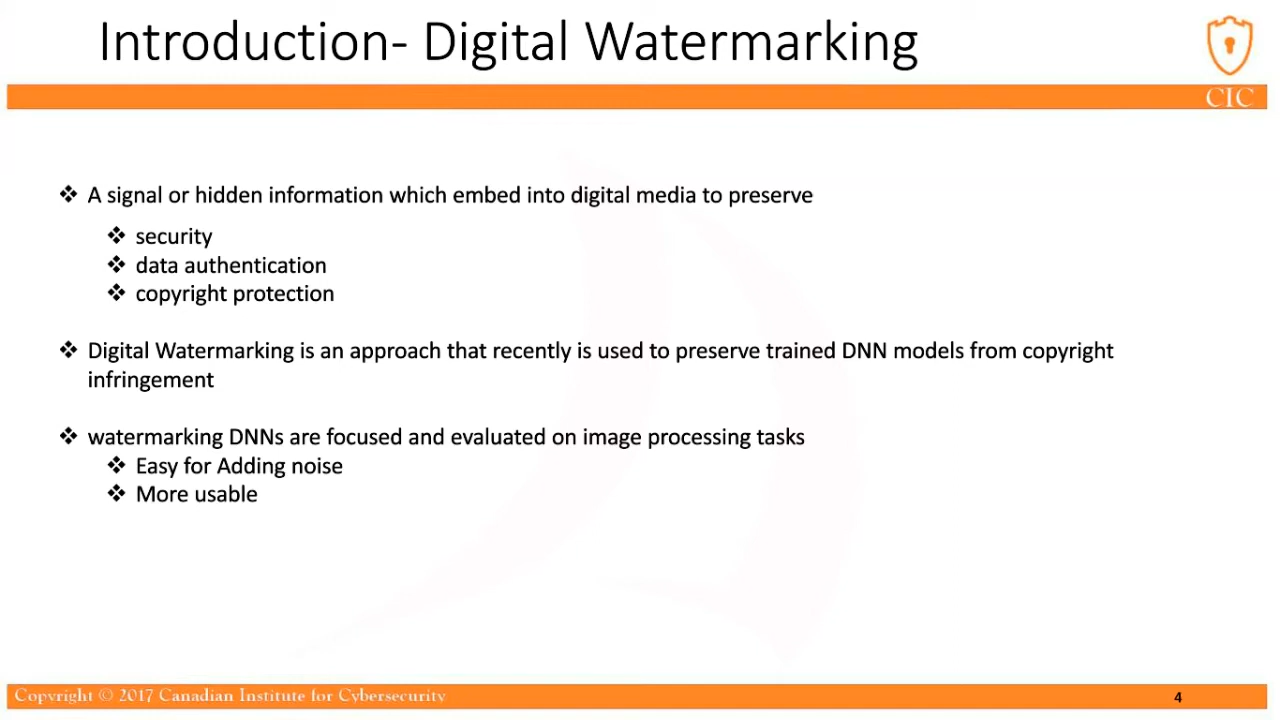 Introduction- Digital Watermarking
CIC
❖ A signal or hidden information which embed into digital media to preserve
❖ security
❖ data authentication
❖ copyright protection
❖ Digital Watermarking is an approach that recently is used to preserve trained DNN models from copyright
infringement
❖ watermarking DNNs are focused and evaluated on image processing tasks
❖ Easy for Adding noise
❖ More usable
Copyright © 2017 Canadian Institute for Cybersecurity
4